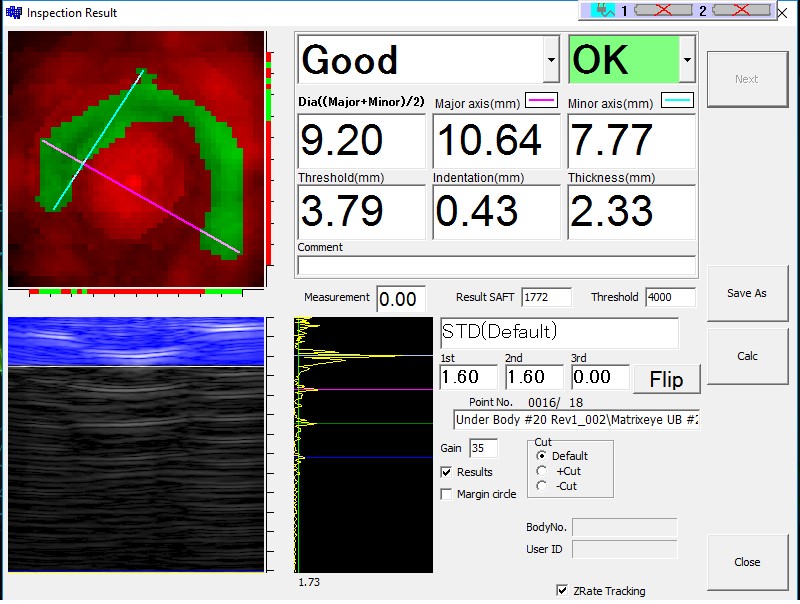 Inspection Result
1 2
Good OK
Next
Dia((Major+Minor)/2) Major axis(mm) Minor axis(mm)
9.20 10.64 7.77
Threshold(mm) Indentation(mm) Thickness(mm)
3.79 0.43 2.33
Comment
Measurement 0.00 Result SAFT 1772 Threshold 4000
Save As
STD(Default)
Calc
1st 2nd 3rd
1.60 1.60 0.00 Flip
Point No. 0016/ 18
Under Body #20 Rev1_002\Matrixeye UB #2
Gain 35
Cut
Default
Results
+Cut
-Cut
Margin circle
BodyNo.
User ID
Close
1.73
ZRate Tracking